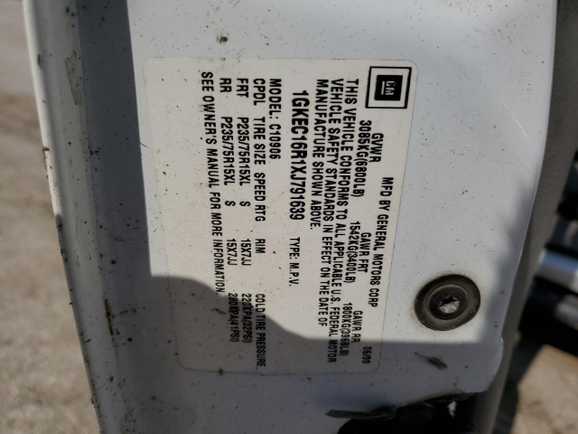 GM
MFD BY GENERAL MOTORS CORP
GVWR GAWR FRT GAWR RR
3085KG(6800LB) 1542KG(3400LB)
THIS VEHICLE CONFORMS TO ALL APPLICABLE U.S. FEDERAL MOTOR
VEHICLE SAFETY STANDARDS IN EFFECT ON THE DATE OF
MANUFACTURE SHOWN ABOVE.
1GKEC16R1XJ791639 TYPE: M.P.V.
MODEL: C10906
CPDL TIRE SIZE SPEED RTG RIM COLD TIRE PRESSURE
FRT P235/75R15XL S 15X7JJ
RR P235/75R15XL S 15X7JJ
SEE OWNER'S MANUAL FOR MORE INFORMATION